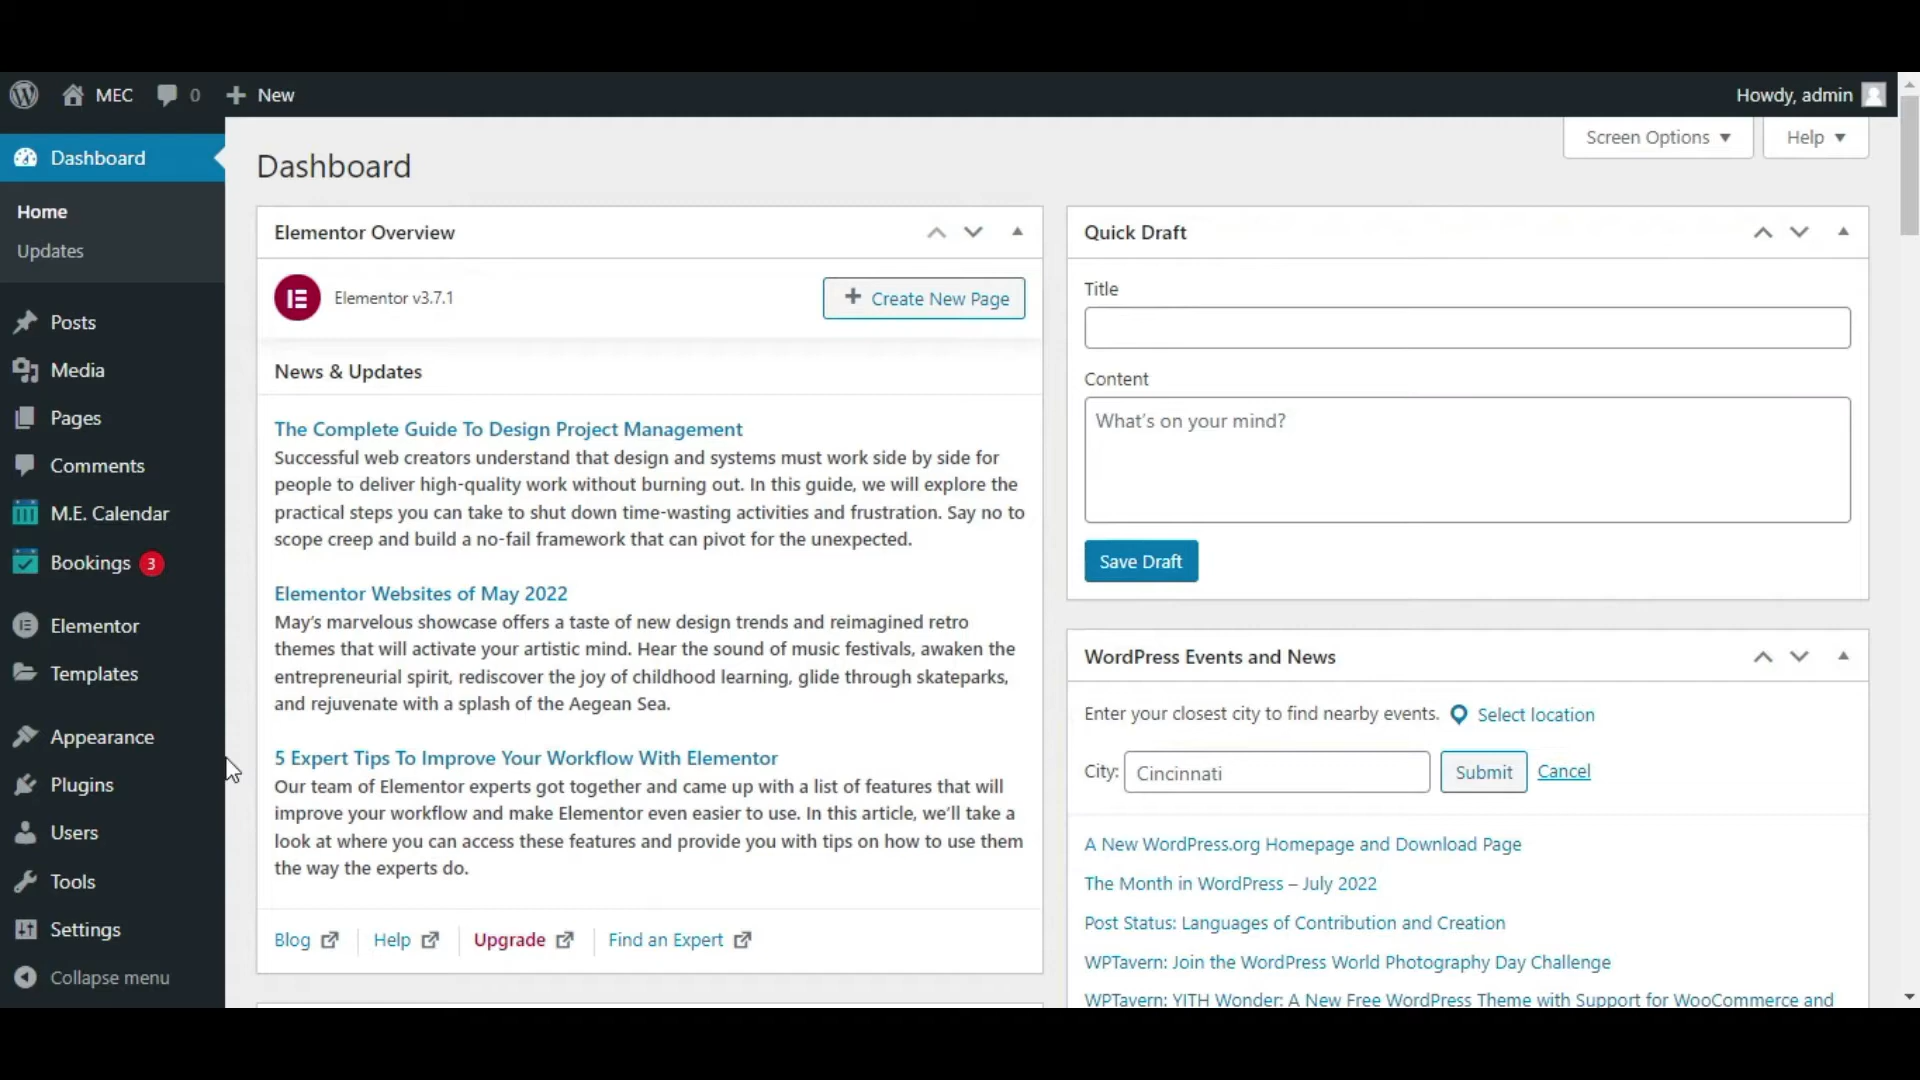 MEC 0 New Howdy, admin
Screen Options Help
Dashboard
Home
Updates
Posts
Media
Pages
Comments
M.E. Calendar
Bookings 3
Elementor
Templates
Appearance
Plugins
Users
Tools
Settings
Collapse menu
Dashboard
Elementor Overview
Elementor v3.7.1
Create New Page
News & Updates
The Complete Guide To Design Project Management
Successful web creators understand that design and systems must work side by side for
people to deliver high-quality work without burning out. In this guide, we will explore the
practical steps you can take to shut down time-wasting activities and frustration. Say no to
scope creep and build a no-fail framework that can pivot for the unexpected.
Elementor Websites of May 2022
May's marvelous showcase offers a taste of new design trends and reimagined retro
themes that will activate your artistic mind. Hear the sound of music festivals, awaken the
entrepreneurial spirit, rediscover the joy of childhood learning, glide through skateparks,
and rejuvenate with a splash of the Aegean Sea.
5 Expert Tips To Improve Your Workflow With Elementor
Our team of Elementor experts got together and came up with a list of features that will
improve your workflow and make Elementor even easier to use. In this article, we'll take a
look at where you can access these features and provide you with tips on how to use them
the way the experts do.
Blog Help Upgrade Find an Expert
Quick Draft
Title
Content
What's on your mind?
Save Draft
WordPress Events and News
Enter your closest city to find nearby events. Select location
City: Cincinnati Submit Cancel
A New WordPress.org Homepage and Download Page
The Month in WordPress – July 2022
Post Status: Languages of Contribution and Creation
WPTavern: Join the WordPress World Photography Day Challenge
WPTavern: YITH Wonder: A New Free WordPress Theme with Support for WooCommerce and